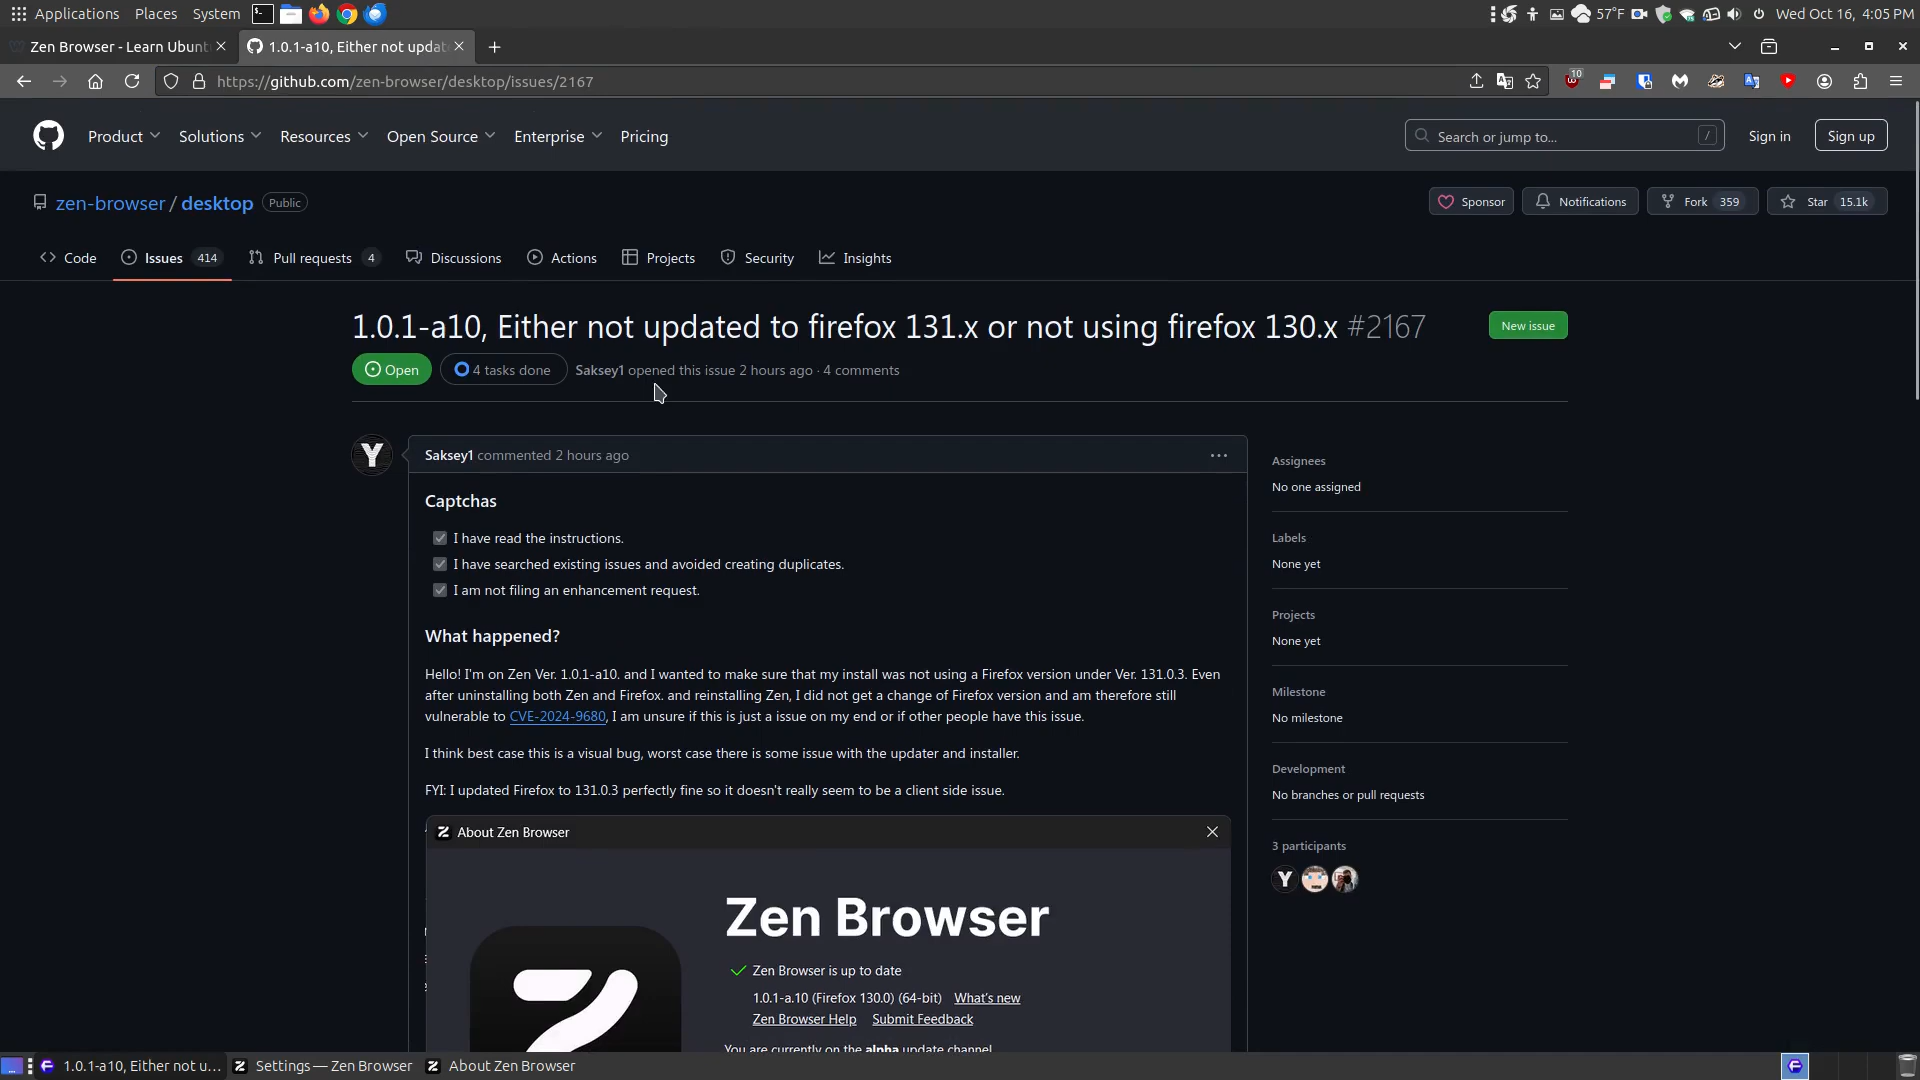 Applications Places System 57°F Wed Oct 16, 4:05 PM
Zen Browser - Learn Ubunt 1.0.1-a10, Either not updat
https://github.com/zen-browser/desktop/issues/2167 10
Product Solutions Resources Open Source Enterprise Pricing Search or jump to... / Sign in Sign up
zen-browser / desktop Public Sponsor Notifications Fork 359 Star 15.1k
Code Issues 414 Pull requests 4 Discussions Actions Projects Security Insights
1.0.1-a10, Either not updated to firefox 131.x or not using firefox 130.x #2167 New issue
Open 4 tasks done Saksey1 opened this issue 2 hours ago · 4 comments
Y Saksey1 commented 2 hours ago
Captchas
I have read the instructions.
I have searched existing issues and avoided creating duplicates.
I am not filing an enhancement request.
What happened?
Hello! I'm on Zen Ver. 1.0.1-a10. and I wanted to make sure that my install was not using a Firefox version under Ver. 131.0.3. Even
after uninstalling both Zen and Firefox. and reinstalling Zen, I did not get a change of Firefox version and am therefore still
vulnerable to CVE-2024-9680, I am unsure if this is just a issue on my end or if other people have this issue.
I think best case this is a visual bug, worst case there is some issue with the updater and installer.
FYI: I updated Firefox to 131.0.3 perfectly fine so it doesn't really seem to be a client side issue.
About Zen Browser
Zen Browser
Zen Browser is up to date
1.0.1-a.10 (Firefox 130.0) (64-bit) What's new
Zen Browser Help Submit Feedback
You are currently on the alpha update channel
Assignees
No one assigned
Labels
None yet
Projects
None yet
Milestone
No milestone
Development
No branches or pull requests
3 participants
Y
1.0.1-a10, Either not u... Settings — Zen Browser About Zen Browser